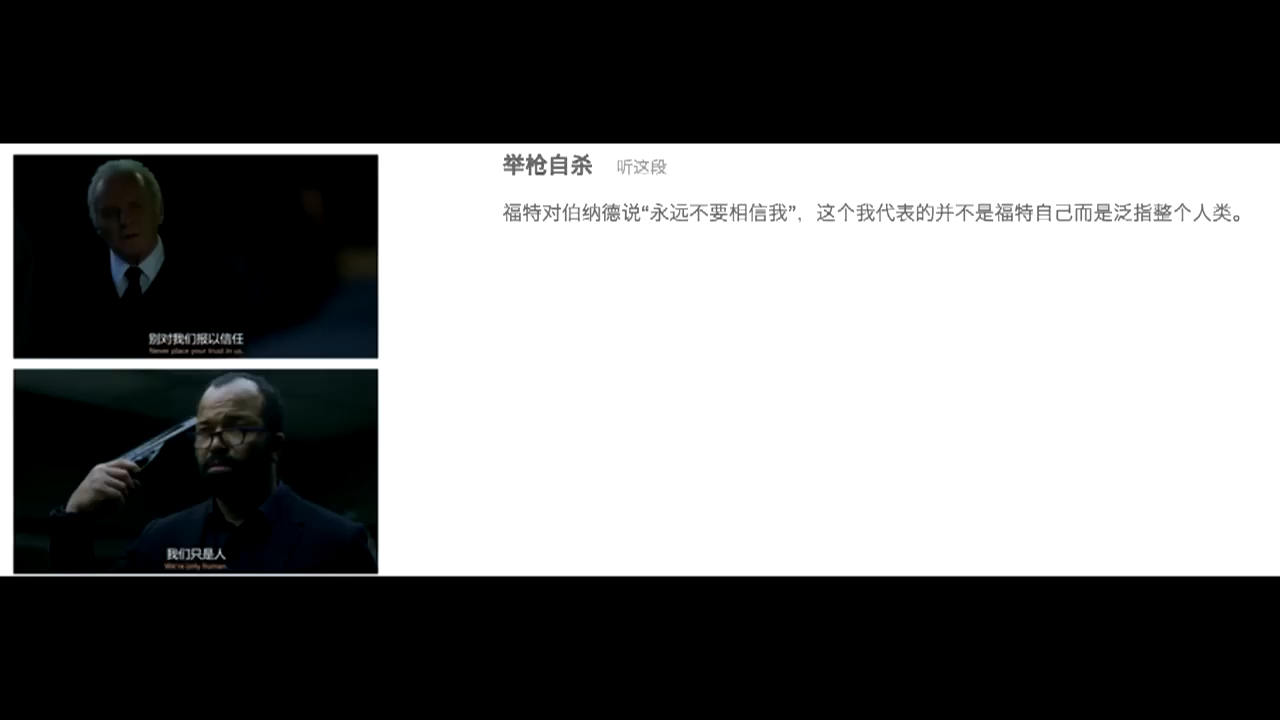 举枪自杀 听这段
福特对伯纳德说“永远不要相信我”，这个我代表的并不是福特自己而是泛指整个人类。
别对我们报以信任
Never place your trust in us.
我们只是人
We're only human.